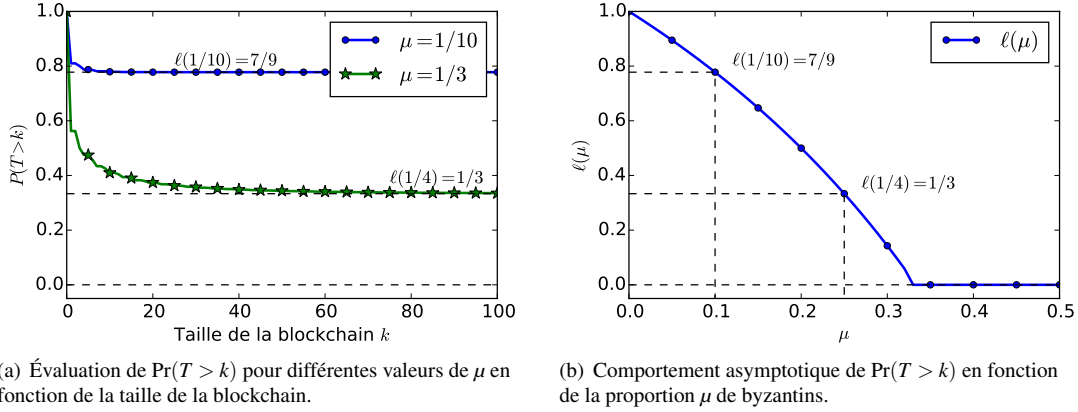 1.0
0.8
0.6
0.4
0.2
0.0
P(T>k)
0 20 40 60 80 100
Taille de la blockchain k
μ=1/10
μ=1/3
ℓ(1/10)=7/9
ℓ(1/4)=1/3
(a) Évaluation de Pr(T > k) pour différentes valeurs de μ en
fonction de la taille de la blockchain.
1.0
0.8
0.6
0.4
0.2
0.0
ℓ(μ)
0.0 0.1 0.2 0.3 0.4 0.5
μ
ℓ(μ)
ℓ(1/10)=7/9
ℓ(1/4)=1/3
(b) Comportement asymptotique de Pr(T > k) en fonction
de la proportion μ de byzantins.